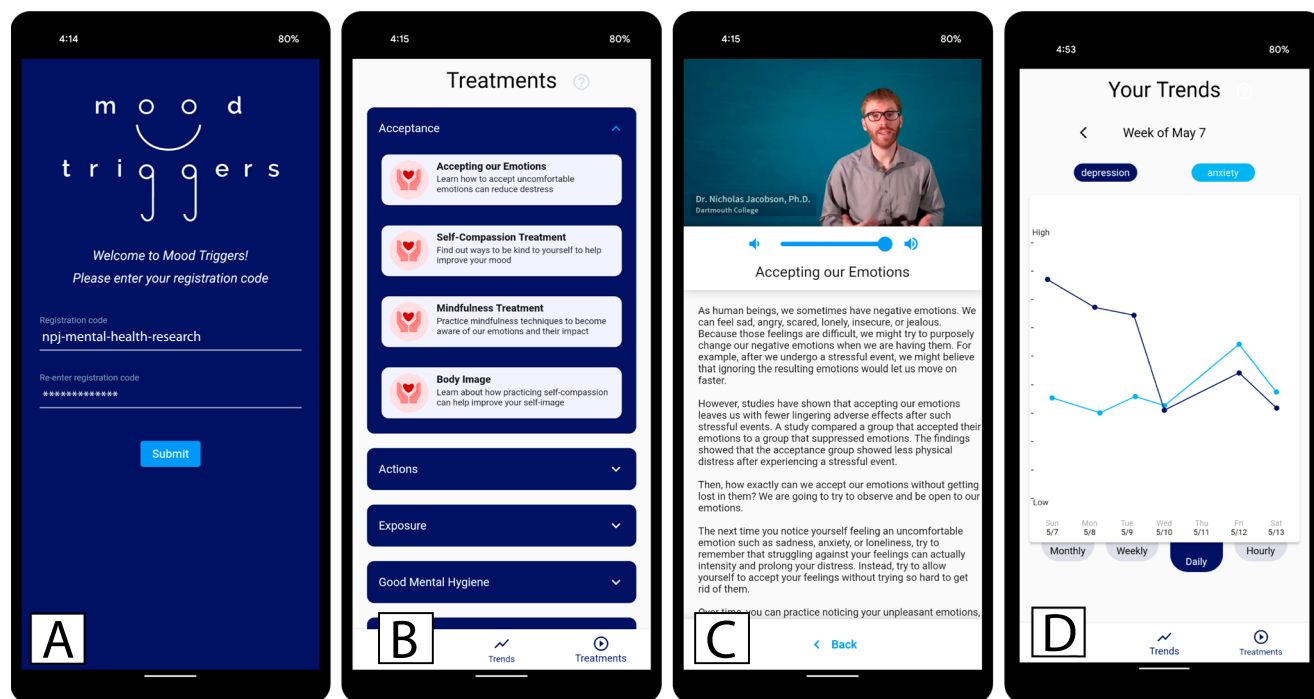 4:14 80%
mood
triggers
Welcome to Mood Triggers!
Please enter your registration code
Registration code
npj-mental-health-research
Re-enter registration code
*************
Submit
A
4:15 80%
Treatments ?
Acceptance
Accepting our Emotions
Learn how to accept uncomfortable
emotions can reduce destress
Self-Compassion Treatment
Find out ways to be kind to yourself to help
improve your mood
Mindfulness Treatment
Practice mindfulness techniques to become
aware of our emotions and their impact
Body Image
Learn about how practicing self-compassion
can help improve your self-image
Actions
Exposure
Good Mental Hygiene
B
Trends Treatments
4:15 80%
Dr. Nicholas Jacobson, Ph.D.
Dartmouth College
Accepting our Emotions
As human beings, we sometimes have negative emotions. We
can feel sad, angry, scared, lonely, insecure, or jealous.
Because those feelings are difficult, we might try to purposely
change our negative emotions when we are having them. For
example, after we undergo a stressful event, we might believe
that ignoring the resulting emotions would let us move on
faster.
However, studies have shown that accepting our emotions
leaves us with fewer lingering adverse effects after such
stressful events. A study compared a group that accepted their
emotions to a group that suppressed emotions. The findings
showed that the acceptance group showed less physical
distress after experiencing a stressful event.
Then, how exactly can we accept our emotions without getting
lost in them? We are going to try to observe and be open to our
emotions.
The next time you notice yourself feeling an uncomfortable
emotion such as sadness, anxiety, or loneliness, try to
remember that struggling against your feelings can actually
intensity and prolong your distress. Instead, try to allow
yourself to accept your feelings without trying so hard to get
rid of them.
Over time, you can practice noticing your unpleasant emotions,
C
Back
4:53 80%
Your Trends
Week of May 7
depression anxiety
High
Low
Sun Mon Tue Wed Thu Fri Sat
5/7 5/8 5/9 5/10 5/11 5/12 5/13
Monthly Weekly Daily Hourly
D
Trends Treatments